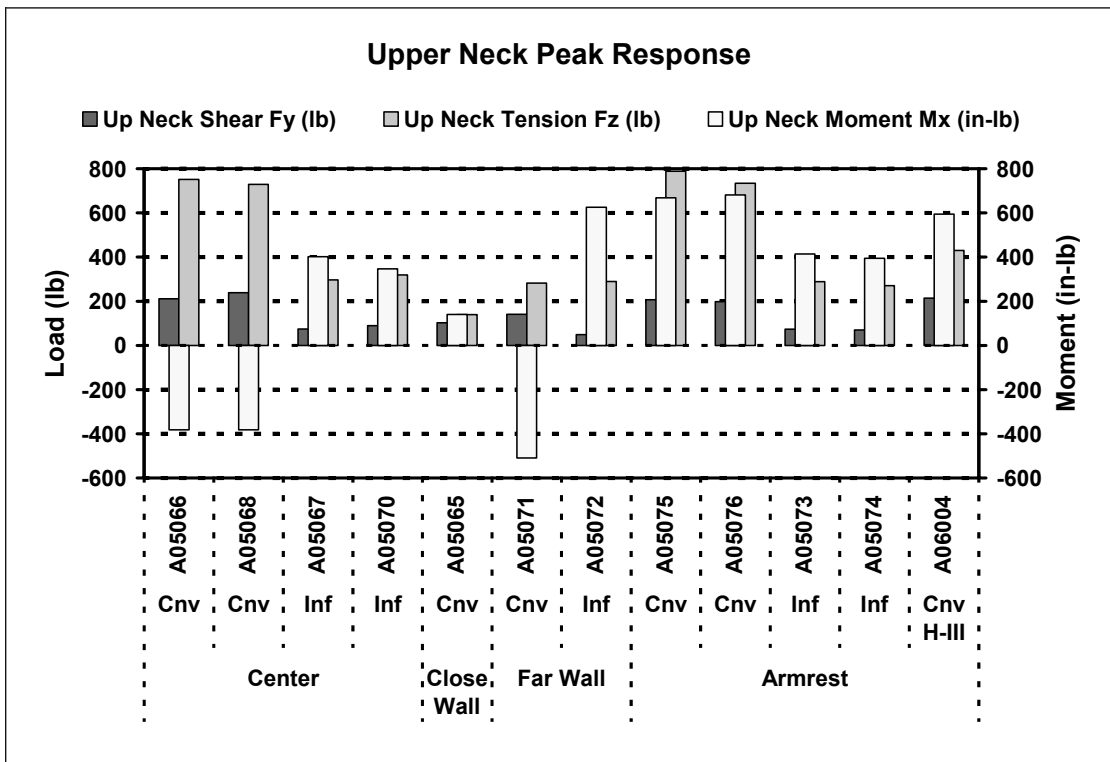 Upper Neck Peak Response
Up Neck Shear Fy (lb) Up Neck Tension Fz (lb) Up Neck Moment Mx (in-lb)
800 800
600 600
400 400
200 200
0 0
-200 -200
-400 -400
-600 -600
Load (lb)
Moment (in-lb)
A05066 A05068 A05067 A05070 A05065 A05071 A05072 A05075 A05076 A05073 A05074 A06004
Cnv Cnv Inf Inf Cnv Cnv Inf Cnv Cnv Inf Inf Cnv
H-III
Center Close Far Wall Armrest
Wall